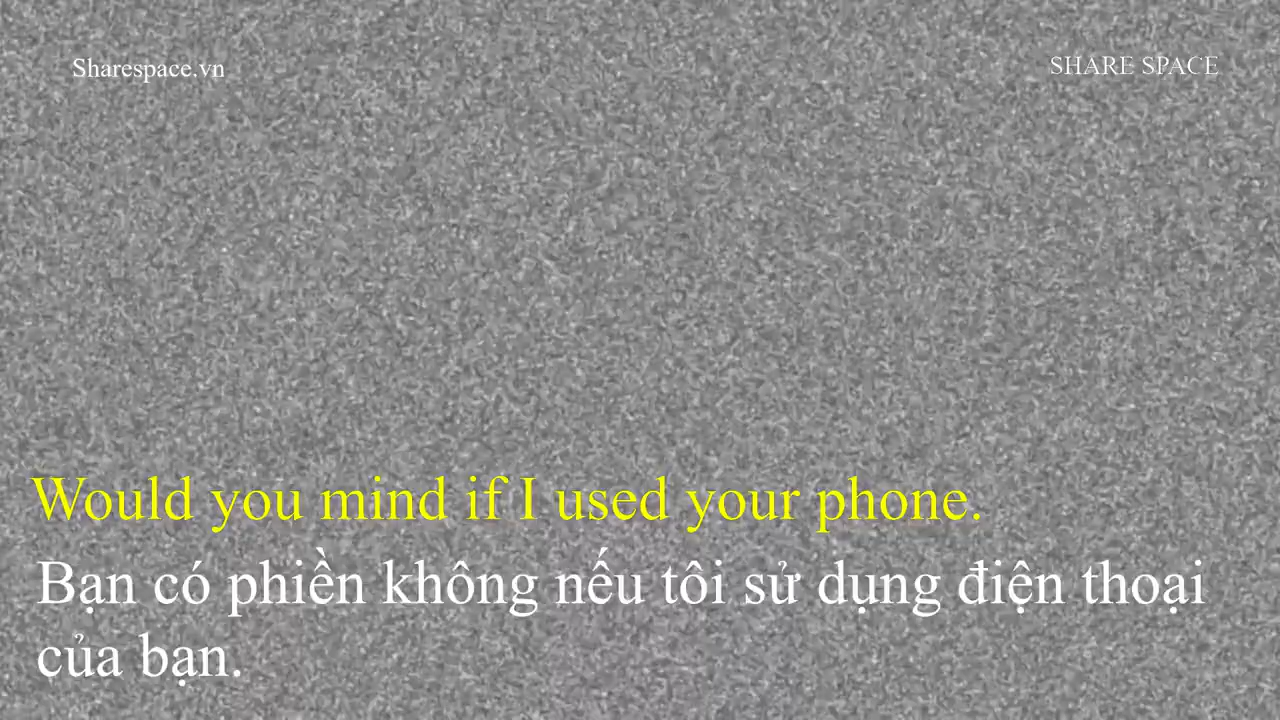 Sharespace.vn
SHARE SPACE
Would you mind if I used your phone.
Bạn có phiền không nếu tôi sử dụng điện thoại
của bạn.